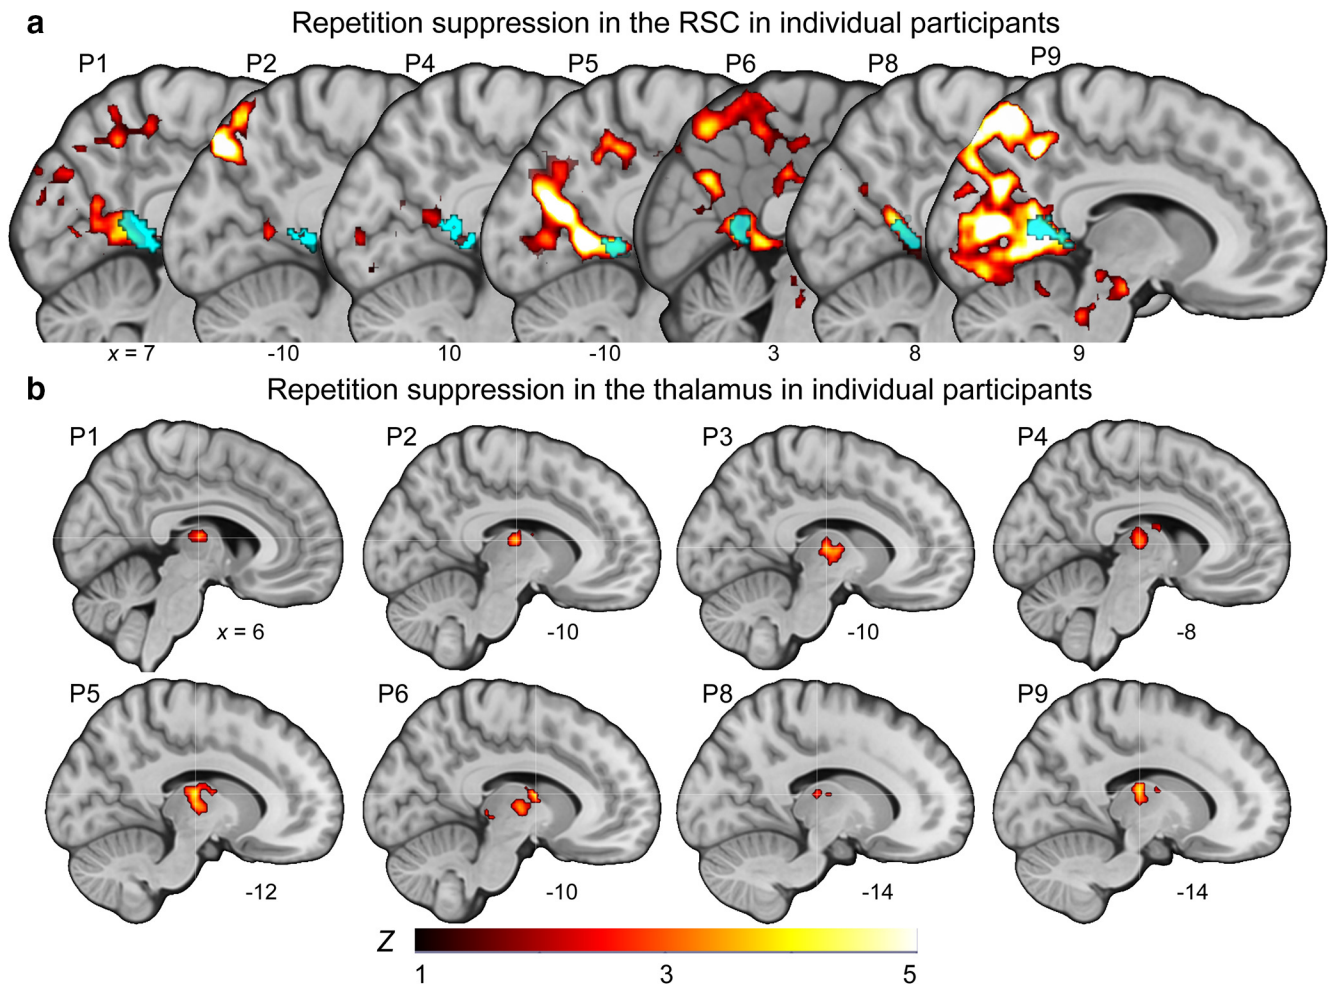 a Repetition suppression in the RSC in individual participants
P1 P2 P4 P5 P6 P8 P9
x = 7 -10 10 -10 3 8 9
b Repetition suppression in the thalamus in individual participants
P1 P2 P3 P4
x = 6 -10 -10 -8
P5 P6 P8 P9
-12 -10 -14 -14
Z
1 3 5